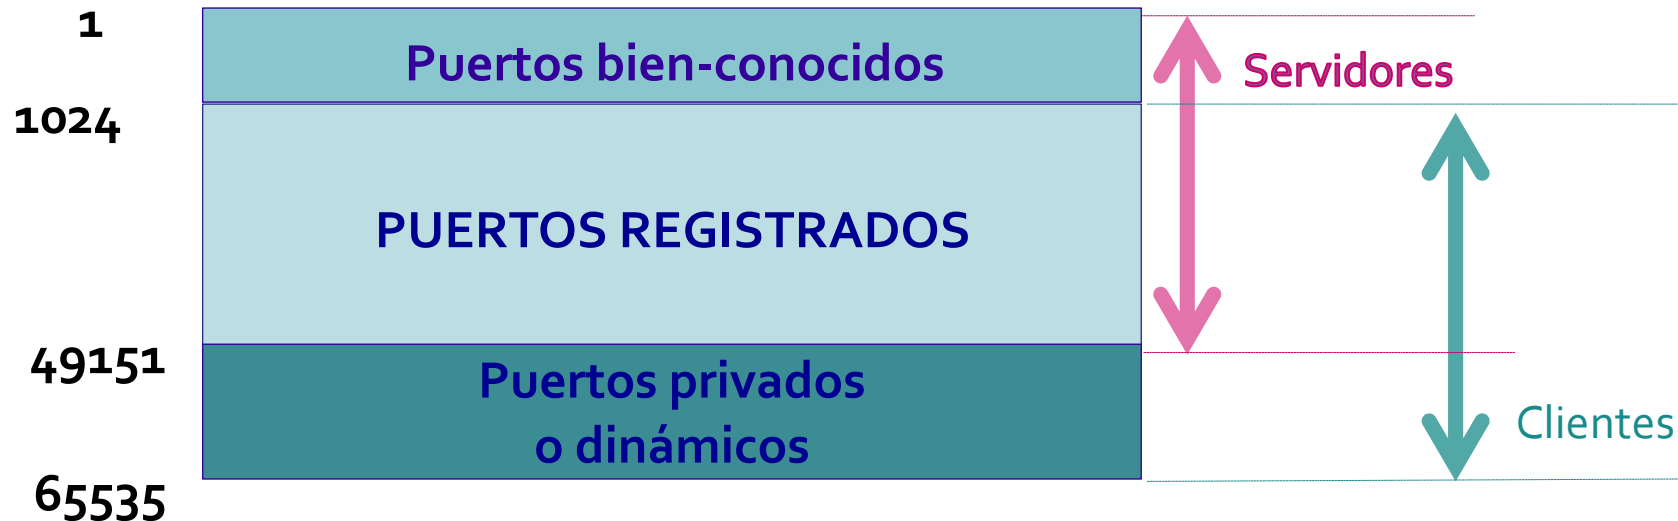 1
Puertos bien-conocidos
Servidores
1024
PUERTOS REGISTRADOS
49151
Puertos privados
o dinámicos
Clientes
65535